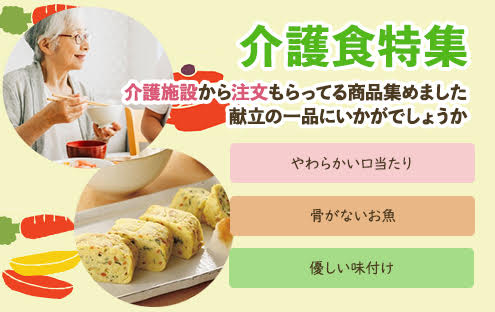 介護食特集
介護施設から注文もらってる商品集めました
献立の一品にいかがでしょうか
やわらかい口当たり
骨がないお魚
優しい味付け